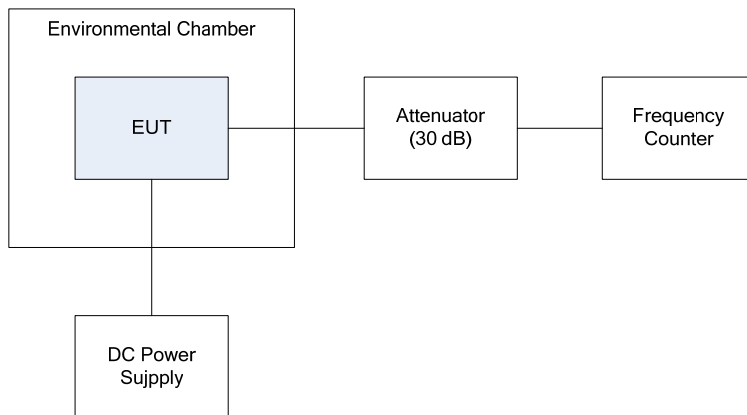 Environmental Chamber
EUT
Attenuator
(30 dB)
Frequency
Counter
DC Power
Sujpply